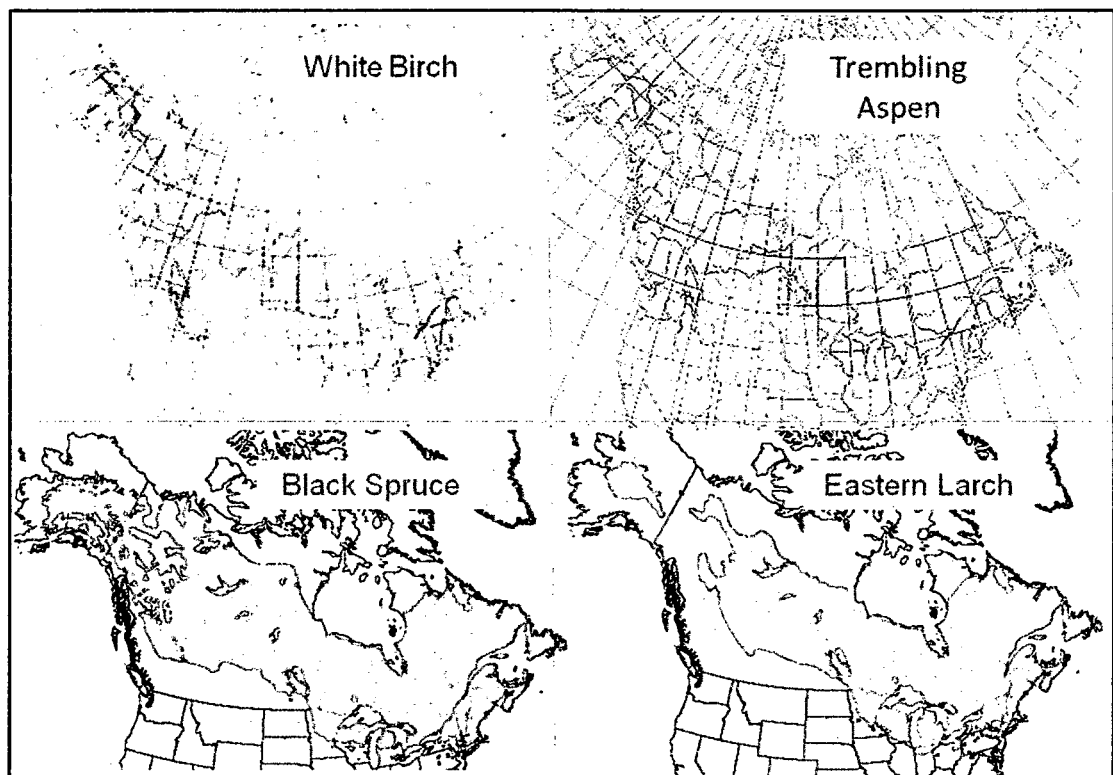 White Birch
Trembling
Aspen
Black Spruce
Eastern Larch